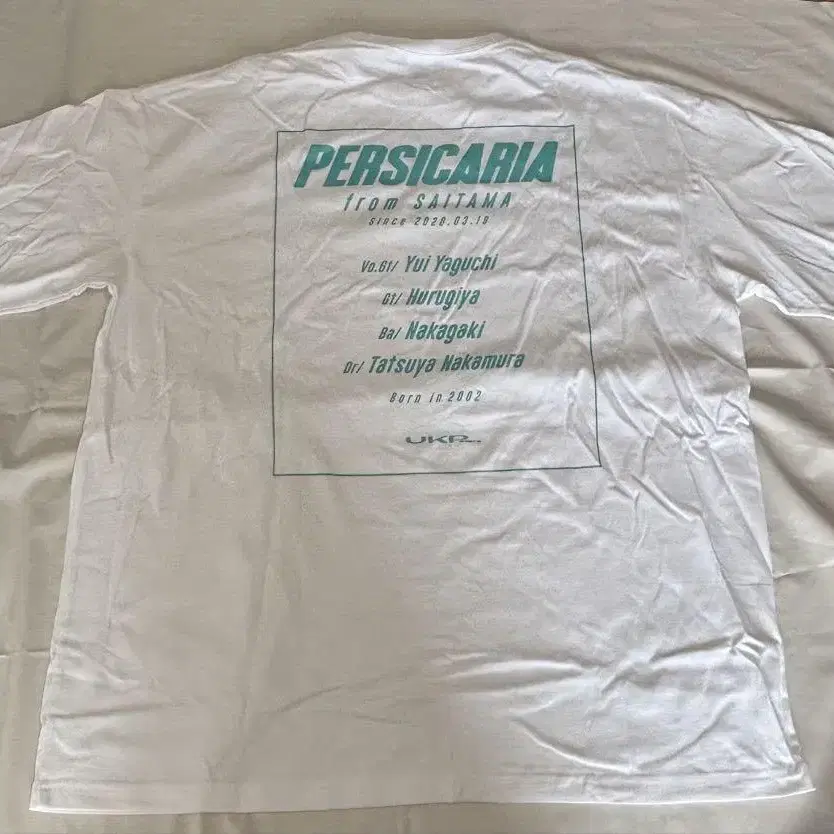 PERSICARIA
from SAITAMA
Since 2020.03.19
Vo.Gt/ Yui Yaguchi
Gt/ Hurugiya
Ba/ Nakagaki
Dr/ Tatsuya Nakamura
Born in 2002
UKR.